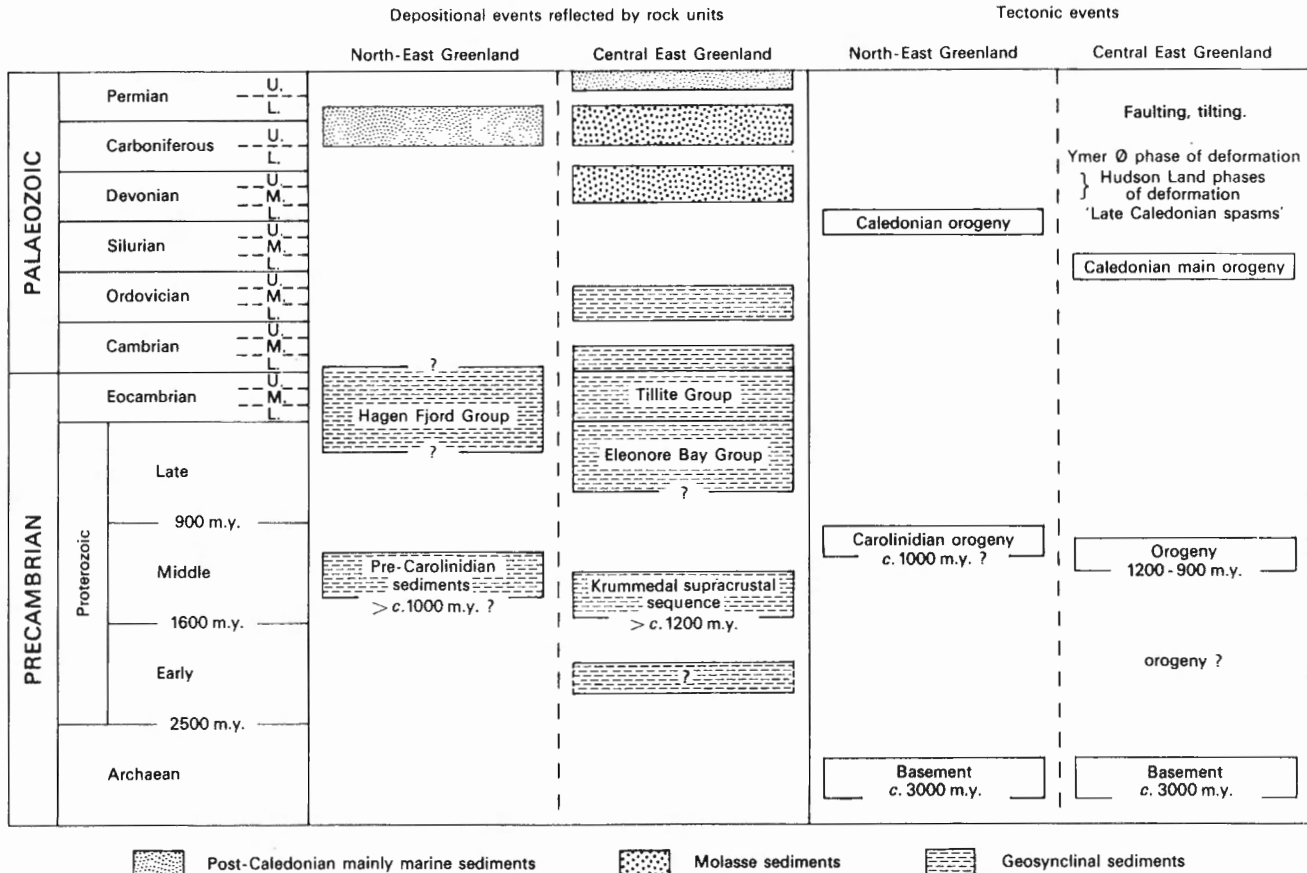 Depositional events reflected by rock units
Tectonic events
North-East Greenland
Central East Greenland
North-East Greenland
Central East Greenland
PALAEOZOIC
Permian
U.
L.
Carboniferous
U.
L.
Devonian
U.
M.
L.
Silurian
U.
M.
L.
Ordovician
U.
M.
L.
Cambrian
U.
M.
L.
PRECAMBRIAN
Eocambrian
U.
M.
L.
Proterozoic
Late
900 m.y.
Middle
1600 m.y.
Early
2500 m.y.
Archaean
?
Hagen Fjord Group
?
Pre-Carolinidian
sediments
> c. 1000 m.y. ?
Tillite Group
Eleonore Bay Group
?
Krummedal supracrustal
sequence
> c. 1200 m.y.
?
Caledonian orogeny
Carolinidian orogeny
c. 1000 m.y. ?
Basement
c. 3000 m.y.
Faulting, tilting.
Ymer Ø phase of deformation
} Hudson Land phases
of deformation
'Late Caledonian spasms'
Caledonian main orogeny
Orogeny
1200 - 900 m.y.
orogeny ?
Basement
c. 3000 m.y.
Post-Caledonian mainly marine sediments
Molasse sediments
Geosynclinal sediments